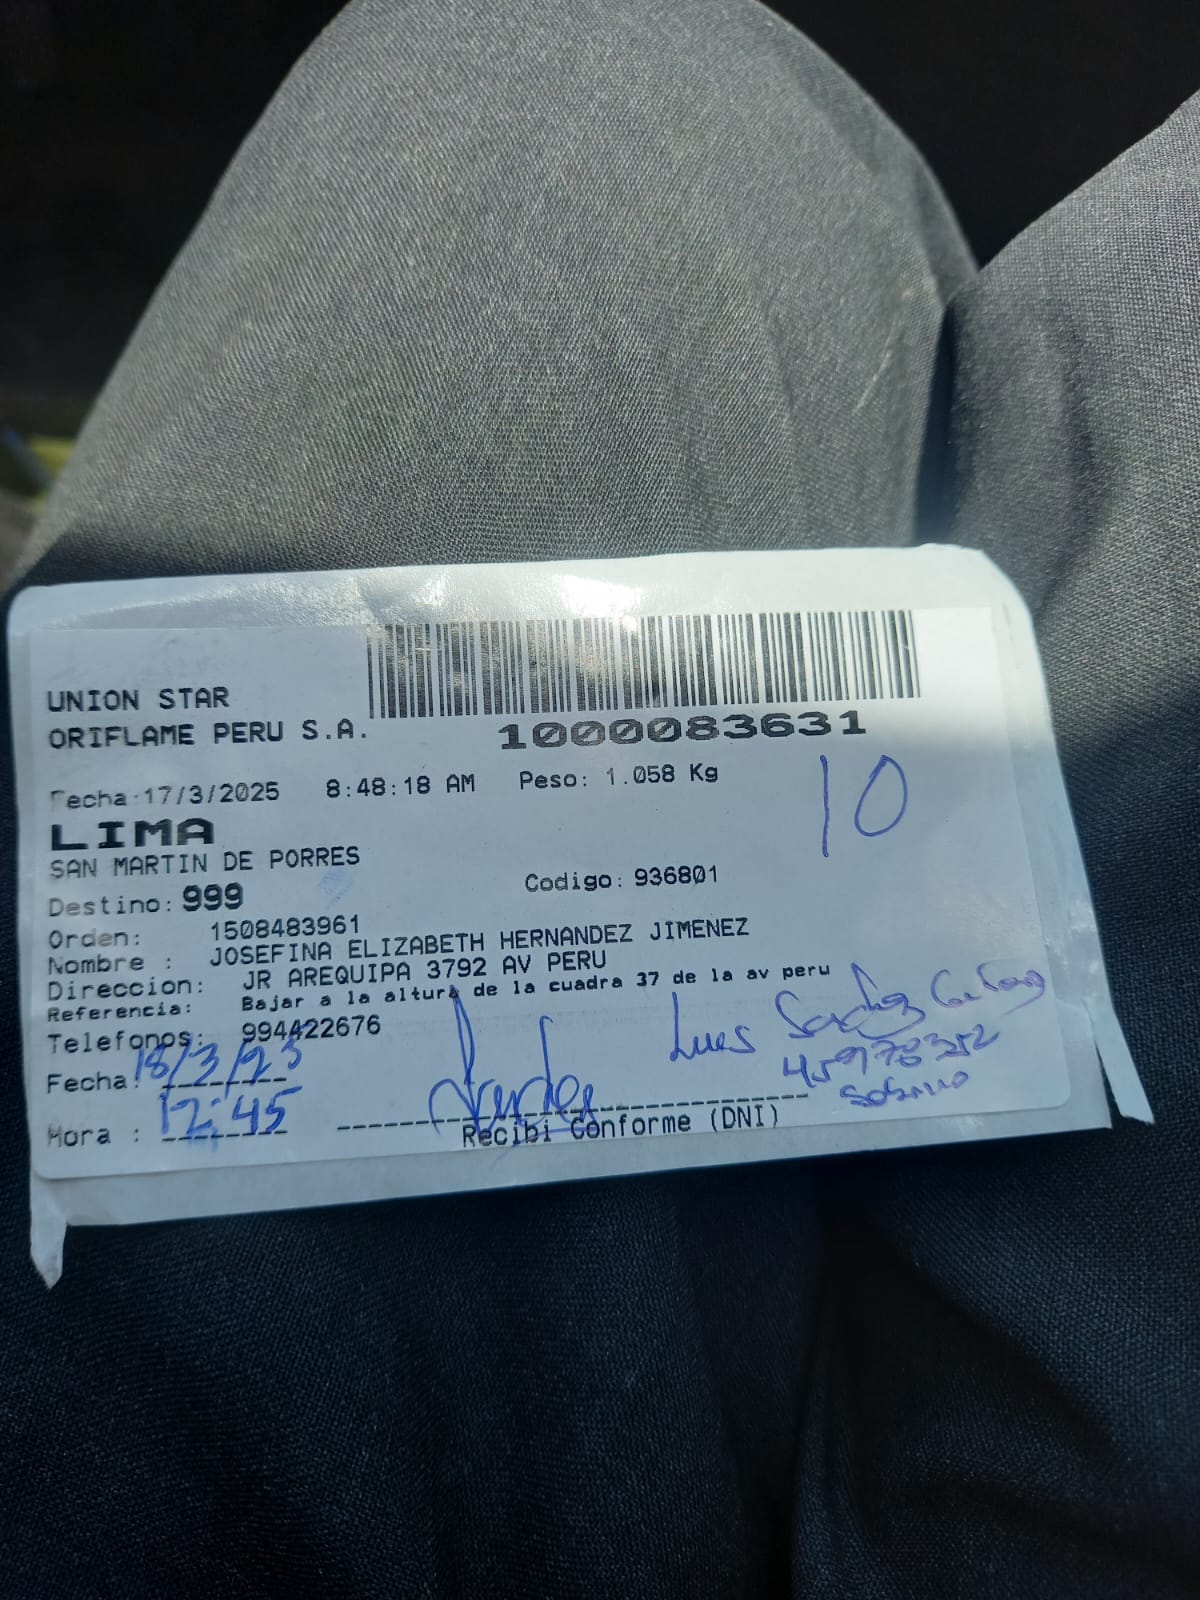 UNION STAR
ORIFLAME PERU S.A.
1000083631
10
Fecha:17/3/2025 8:48:18 AM Peso: 1.058 Kg
LIMA
SAN MARTIN DE PORRES
Destino: 999 Codigo: 936801
Orden: 1508483961
Nombre : JOSEFINA ELIZABETH HERNANDEZ JIMENEZ
Direccion: JR AREQUIPA 3792 AV PERU
Referencia: Bajar a la altura de la cuadra 37 de la av peru
Telefonos: 994422676
Luis
Sobrino
Fecha: 18/3/25
Hora : 12:45
Recibi Conforme (DNI)